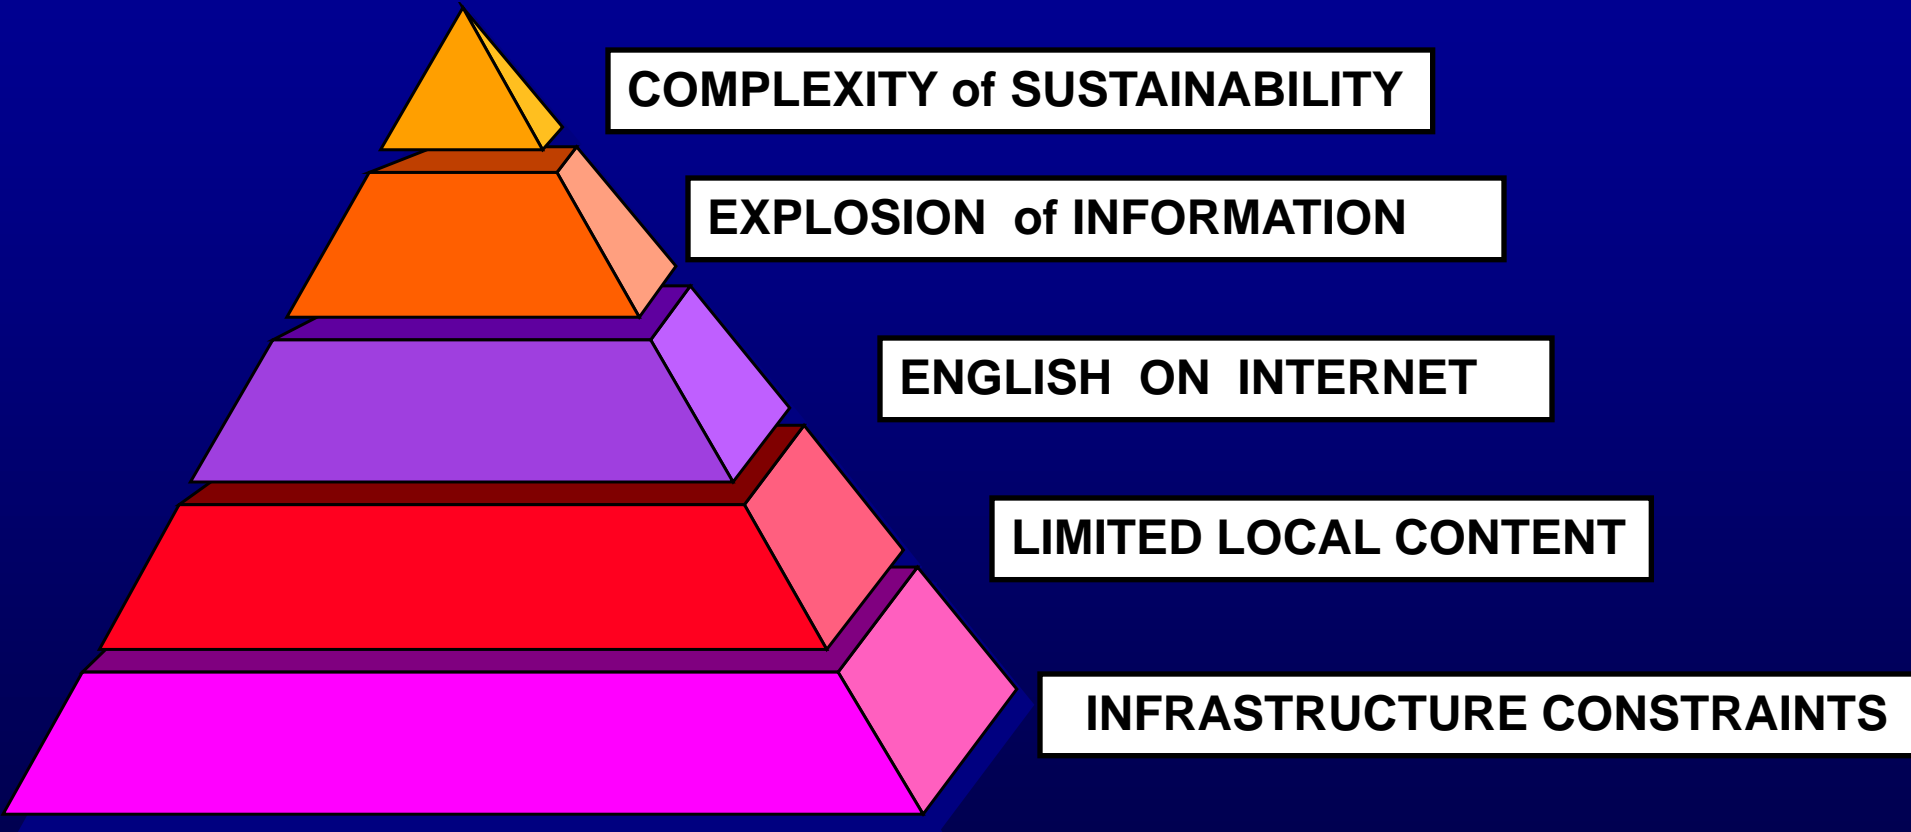 COMPLEXITY of SUSTAINABILITY
EXPLOSION of INFORMATION
ENGLISH ON INTERNET
LIMITED LOCAL CONTENT
INFRASTRUCTURE CONSTRAINTS